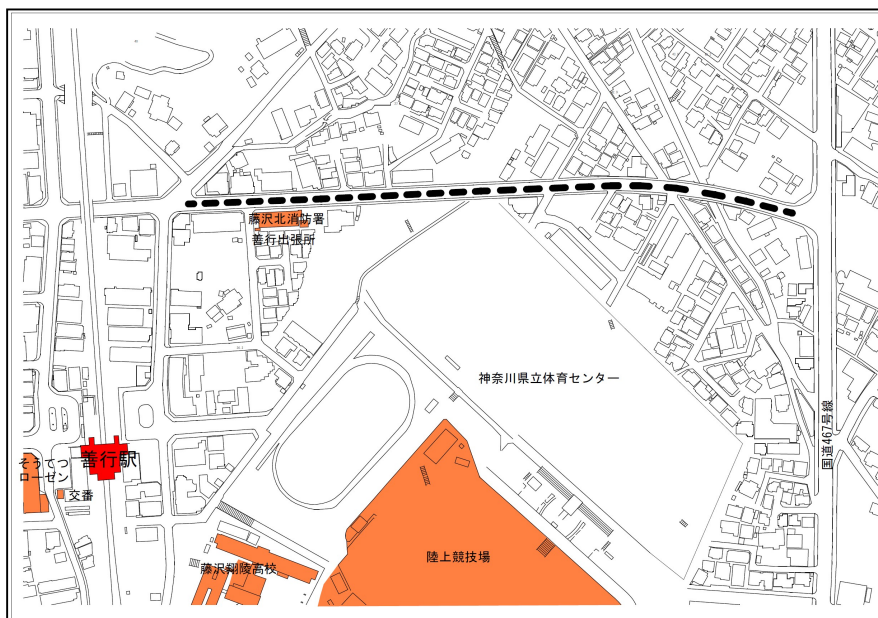 藤沢北消防署
善行出張所
神奈川県立体育センター
国道467号線
善行駅
そうてつ
ローゼン
交番
陸上競技場
藤沢翔陵高校